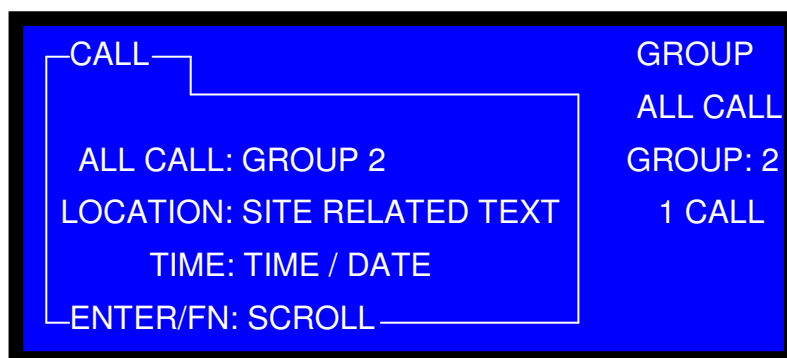 CALL
ALL CALL: GROUP 2
LOCATION: SITE RELATED TEXT
TIME: TIME / DATE
ENTER/FN: SCROLL
GROUP
ALL CALL
GROUP: 2
1 CALL